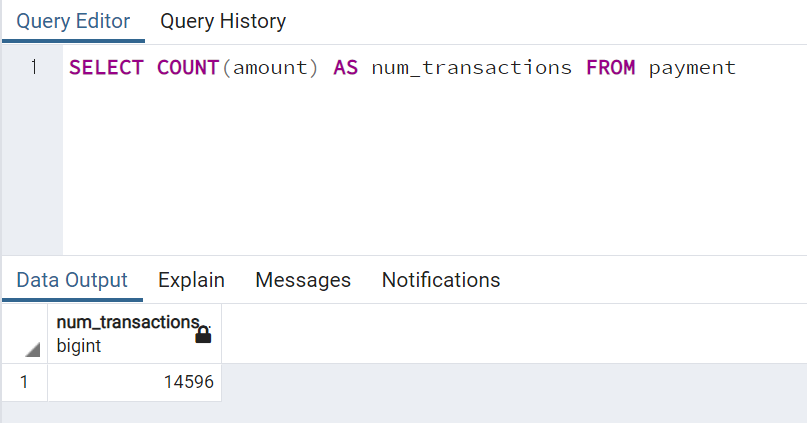 Query Editor Query History
1 SELECT COUNT(amount) AS num_transactions FROM payment
Data Output Explain Messages Notifications
num_transactions
bigint
1 14596